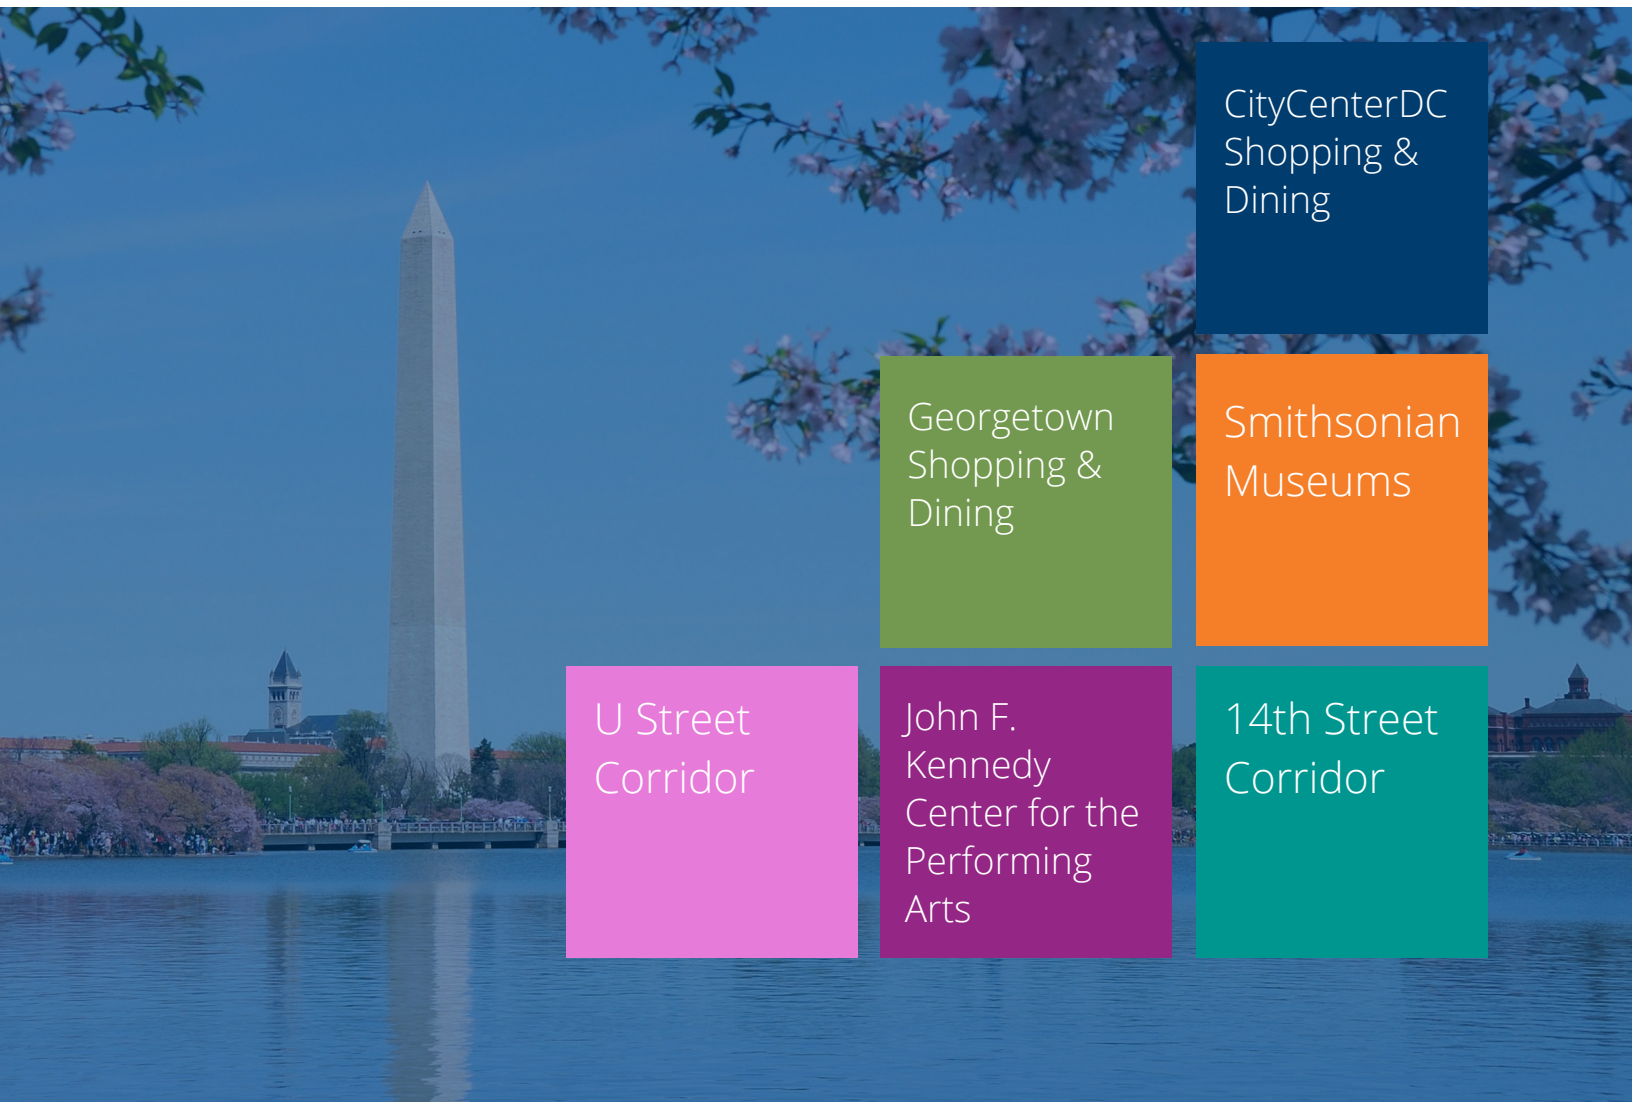 CityCenterDC
Shopping &
Dining
Georgetown
Shopping &
Dining
Smithsonian
Museums
U Street
Corridor
John F.
Kennedy
Center for the
Performing
Arts
14th Street
Corridor